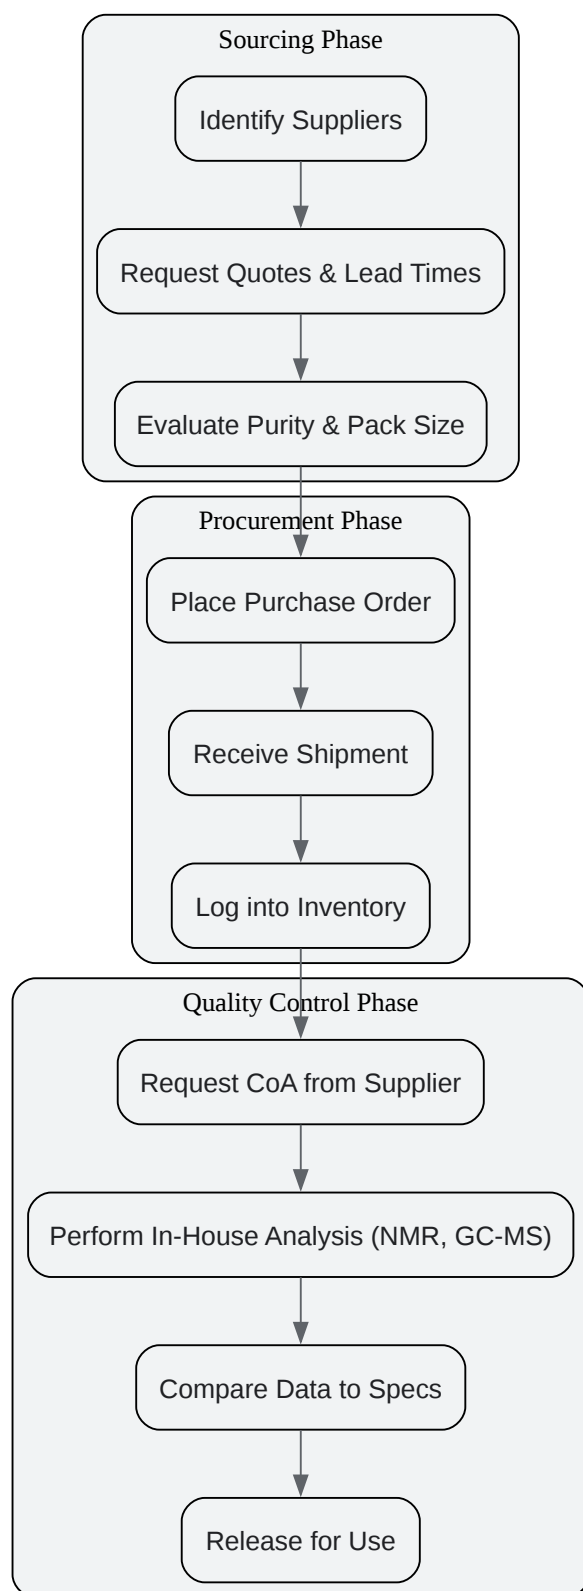 Sourcing Phase
Identify Suppliers
Request Quotes & Lead Times
Evaluate Purity & Pack Size
Procurement Phase
Place Purchase Order
Receive Shipment
Log into Inventory
Quality Control Phase
Request CoA from Supplier
Perform In-House Analysis (NMR, GC-MS)
Compare Data to Specs
Release for Use